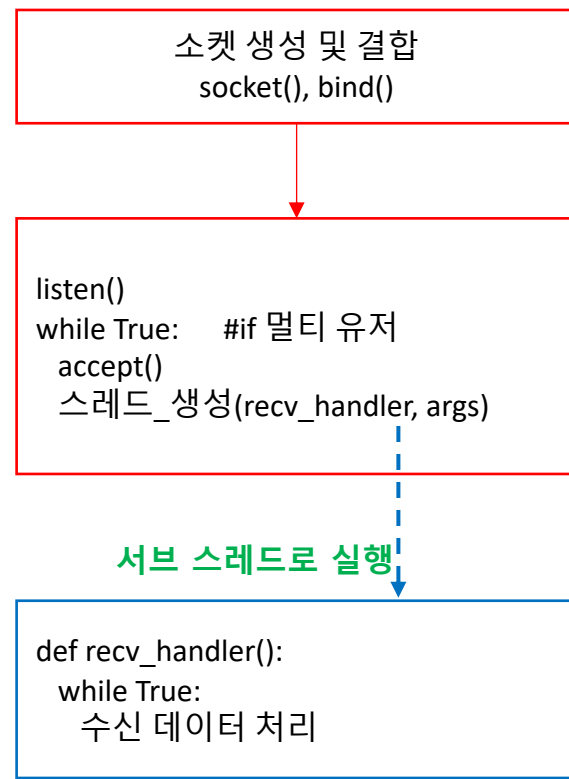 소켓 생성 및 결합
socket(), bind()
listen()
while True: #if 멀티 유저
accept()
스레드_생성(recv_handler, args)
서브 스레드로 실행
def recv_handler():
while True:
수신 데이터 처리